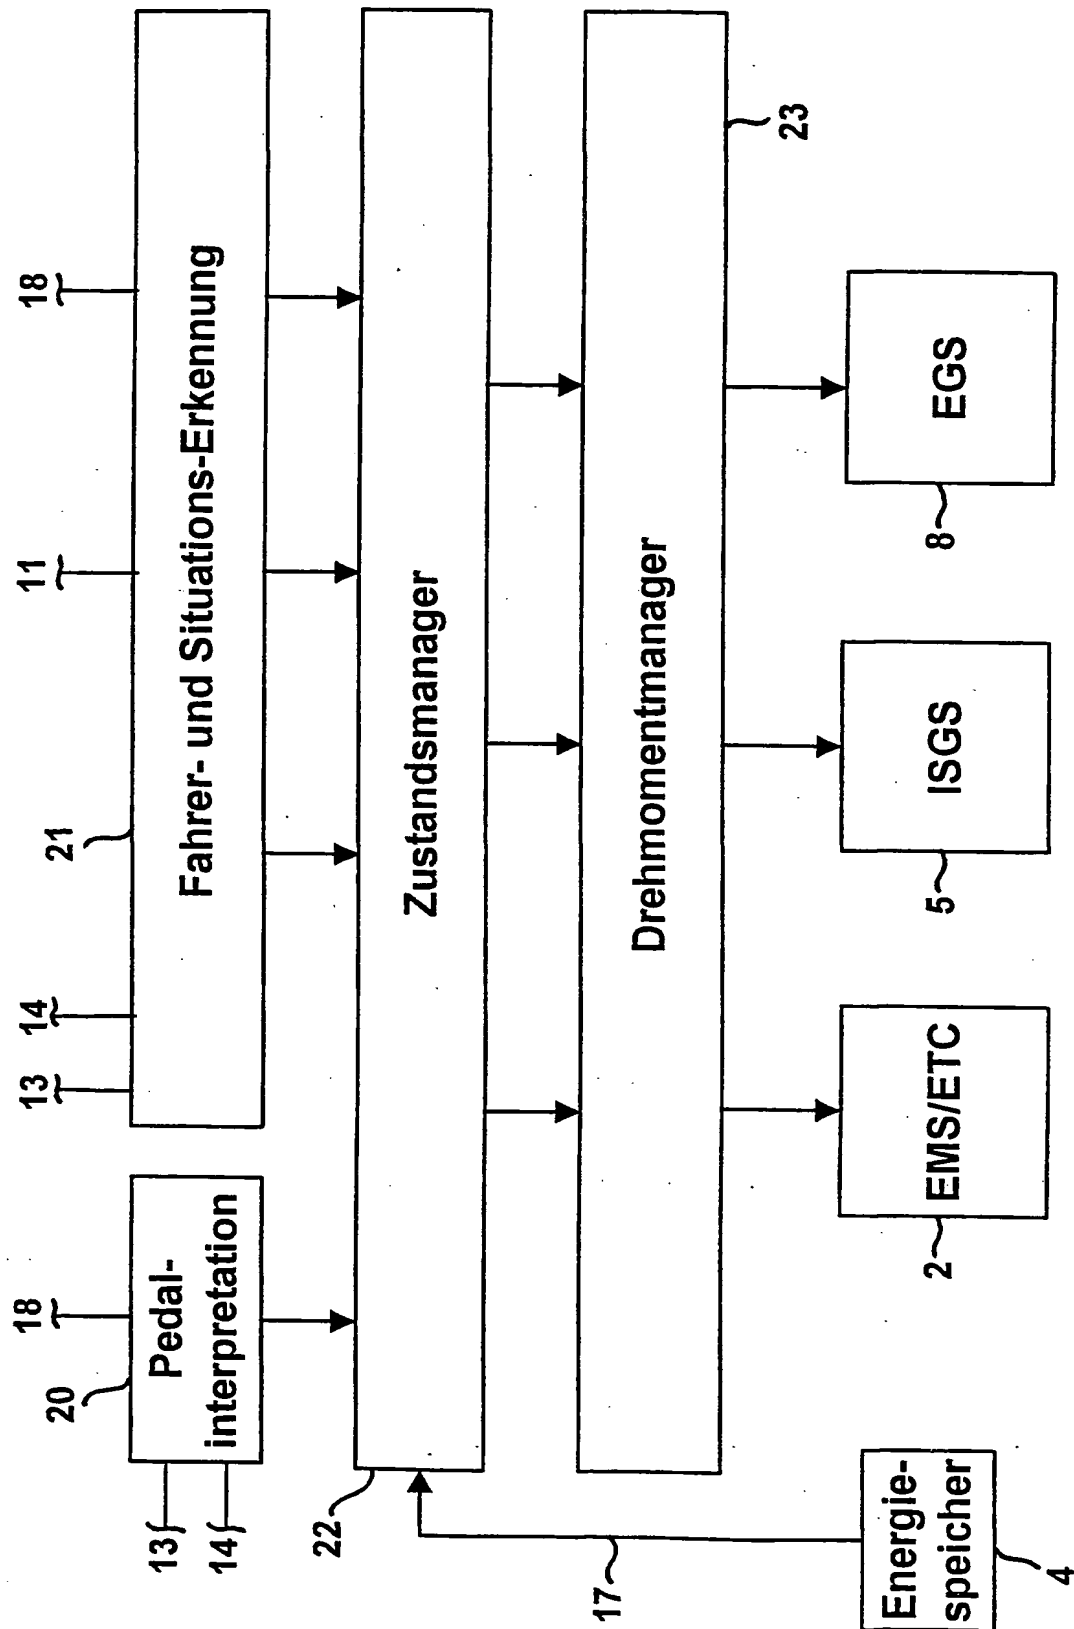 18
13
14
20
Pedal-
interpretation
13
14
21
11
18
Fahrer- und Situations-Erkennung
22
Zustandsmanager
Drehmomentmanager
23
17
Energie-
speicher
4
2
EMS/ETC
5
ISGS
8
EGS